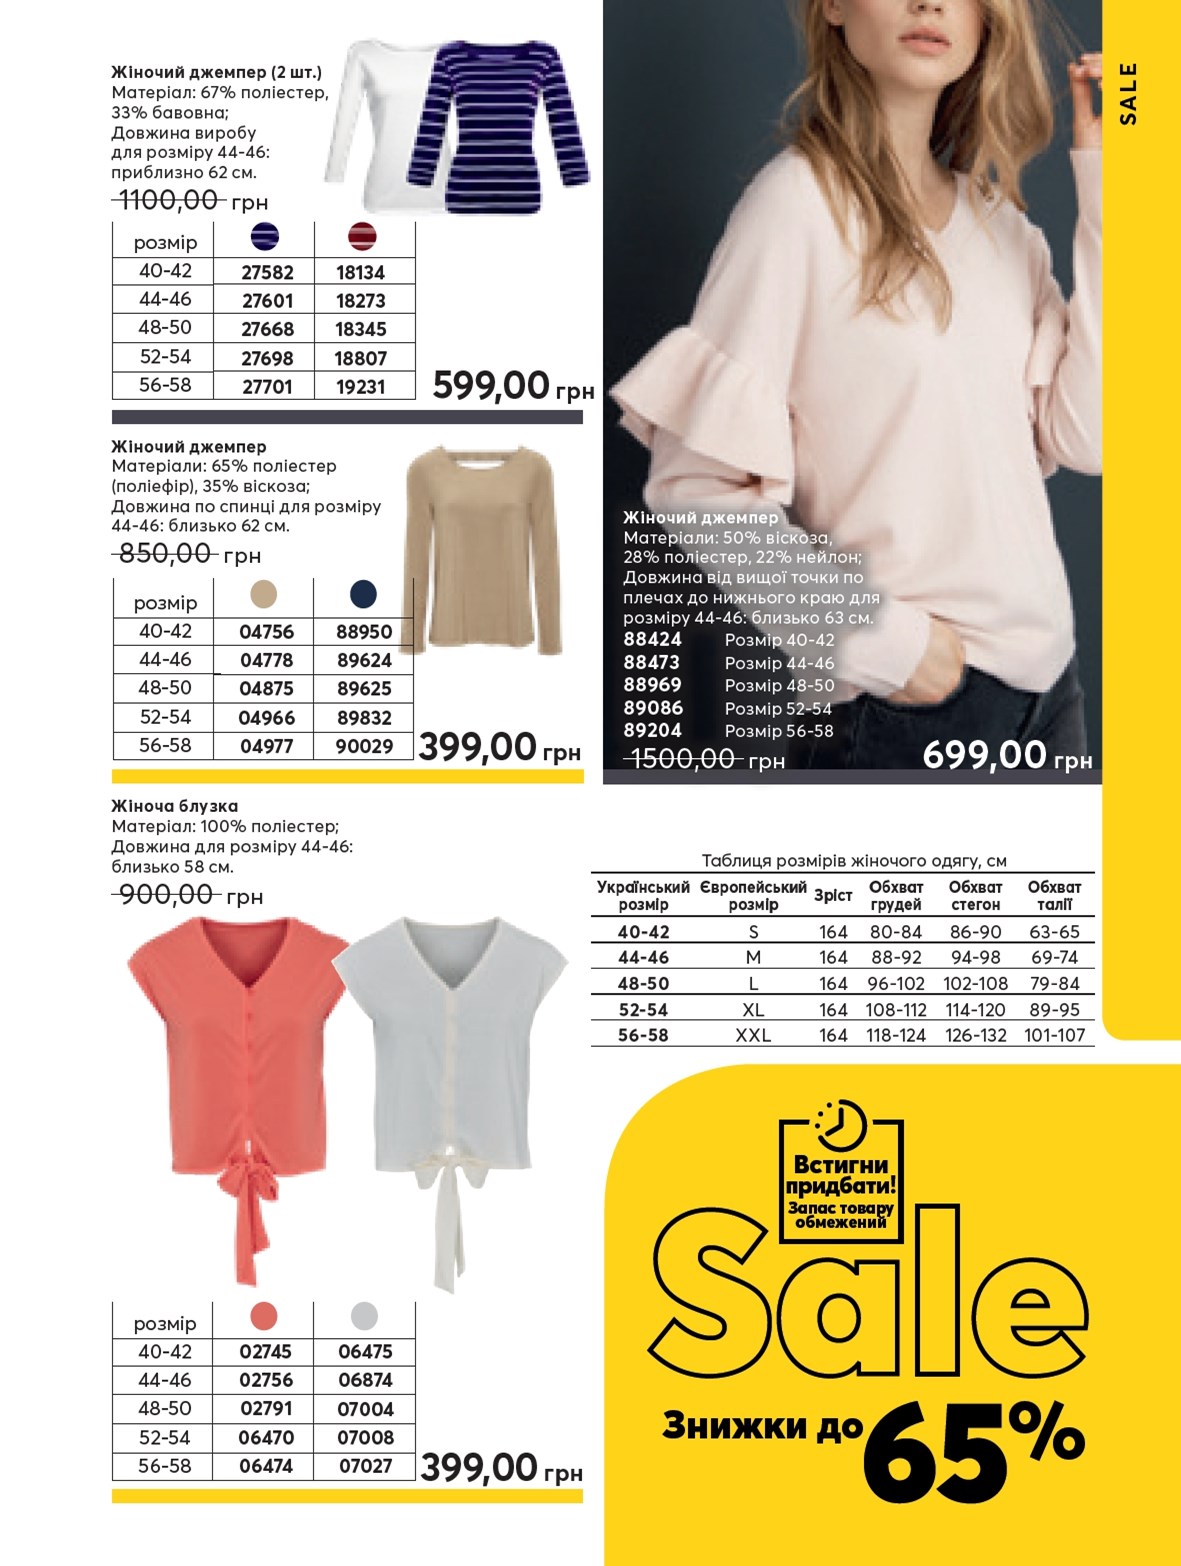 SALE
Жіночий джемпер (2 шт.)
Матеріал: 67% поліестер,
33% бавовна;
Довжина виробу
для розміру 44-46:
приблизно 62 см.
1100,00 грн
розмір
40-42 27582 18134
44-46 27601 18273
48-50 27668 18345
52-54 27698 18807
56-58 27701 19231
599,00 грн
Жіночий джемпер
Матеріали: 65% поліестер
(поліефір), 35% віскоза;
Довжина по спинці для розміру
44-46: близько 62 см.
850,00 грн
розмір
40-42 04756 88950
44-46 04778 89624
48-50 04875 89625
52-54 04966 89832
56-58 04977 90029
399,00 грн
Жіноча блузка
Матеріал: 100% поліестер;
Довжина для розміру 44-46:
близько 58 см.
900,00 грн
розмір
40-42 02745 06475
44-46 02756 06874
48-50 02791 07004
52-54 06470 07008
56-58 06474 07027
399,00 грн
Жіночий джемпер
Матеріали: 50% віскоза,
28% поліестер, 22% нейлон;
Довжина від вищої точки по
плечах до нижнього краю для
розміру 44-46: близько 63 см.
88424 Розмір 40-42
88473 Розмір 44-46
88969 Розмір 48-50
89086 Розмір 52-54
89204 Розмір 56-58
1500,00 грн
699,00 грн
Таблиця розмірів жіночого одягу, см
Український Європейський Зріст Обхват Обхват Обхват
розмір розмір грудей стегон талії
40-42 S 164 80-84 86-90 63-65
44-46 M 164 88-92 94-98 69-74
48-50 L 164 96-102 102-108 79-84
52-54 XL 164 108-112 114-120 89-95
56-58 XXL 164 118-124 126-132 101-107
Встигни
придбати!
Запас товару
обмежений
Sale
Знижки до 65%